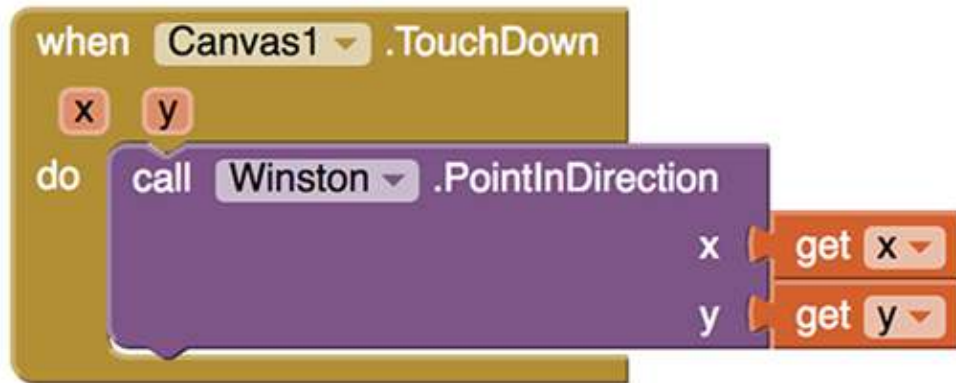 when Canvas1 .TouchDown
x y
do call Winston .PointInDirection
x get x
y get y